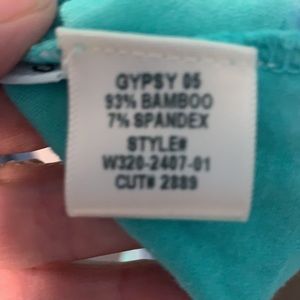 GYPSY 05
93% BAMBOO
7% SPANDEX
STYLE#
W320-2407-01
CUT# 2889